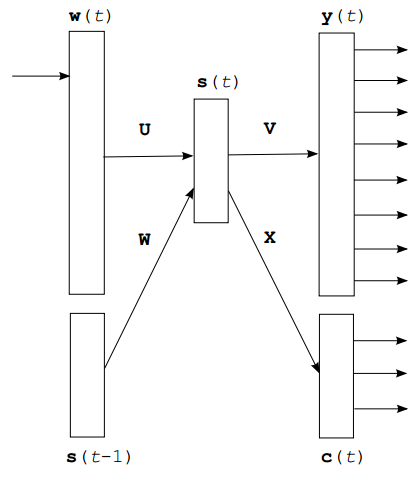 w(t)
y(t)
s(t)
U
V
W
X
s(t-1)
c(t)